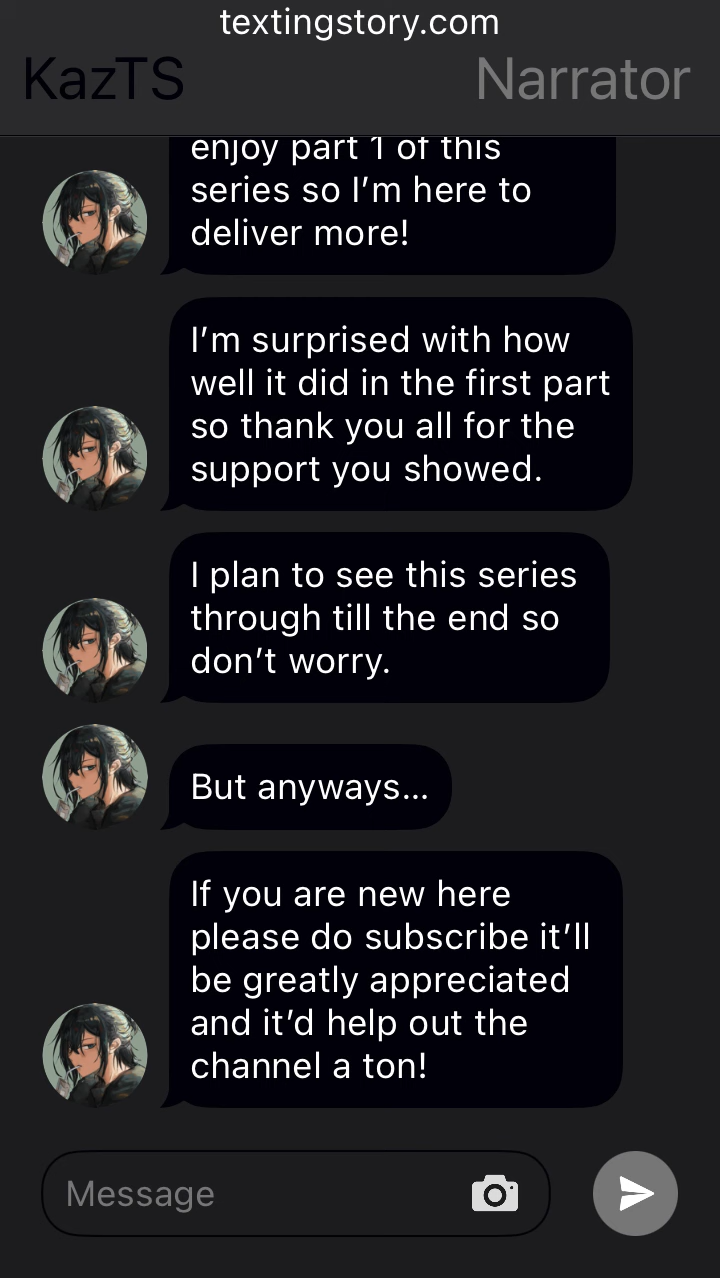 textingstory.com
KazTS
Narrator
enjoy part 1 of this
series so I’m here to
deliver more!
I’m surprised with how
well it did in the first part
so thank you all for the
support you showed.
I plan to see this series
through till the end so
don’t worry.
But anyways...
If you are new here
please do subscribe it’ll
be greatly appreciated
and it’d help out the
channel a ton!
Message